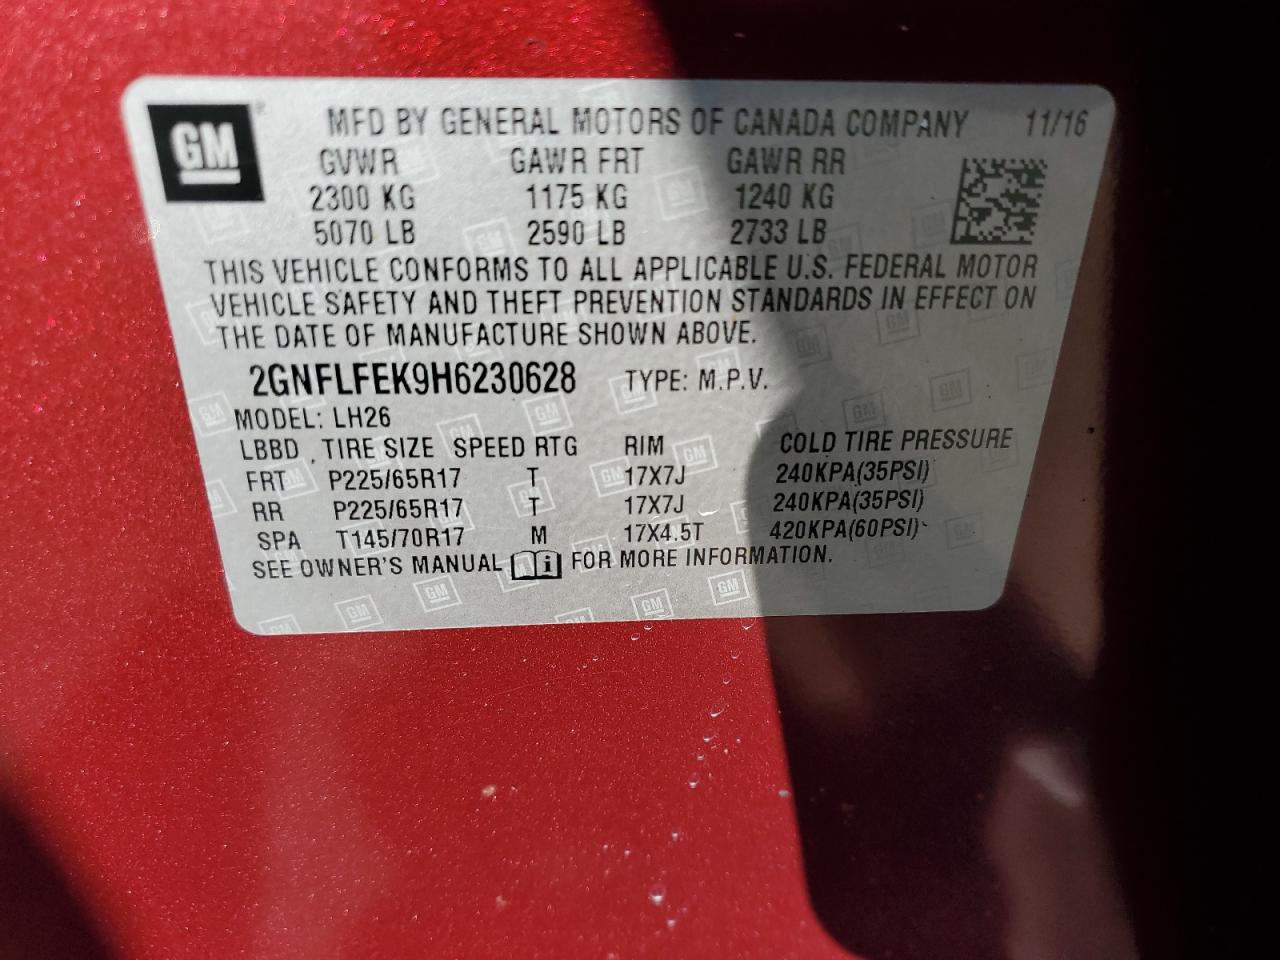 GM MFD BY GENERAL MOTORS OF CANADA COMPANY 11/16
GVWR GAWR FRT GAWR RR
2300 KG 1175 KG 1240 KG
5070 LB 2590 LB 2733 LB
THIS VEHICLE CONFORMS TO ALL APPLICABLE U.S. FEDERAL MOTOR
VEHICLE SAFETY AND THEFT PREVENTION STANDARDS IN EFFECT ON
THE DATE OF MANUFACTURE SHOWN ABOVE.
2GNFLFEK9H6230628 TYPE: M.P.V.
MODEL: LH26
LBBD TIRE SIZE SPEED RTG RIM COLD TIRE PRESSURE
FRT P225/65R17 T 17X7J 240KPA(35PSI)
RR P225/65R17 T 17X7J 240KPA(35PSI)
SPA T145/70R17 M 17X4.5T 420KPA(60PSI)
SEE OWNER'S MANUAL i FOR MORE INFORMATION.